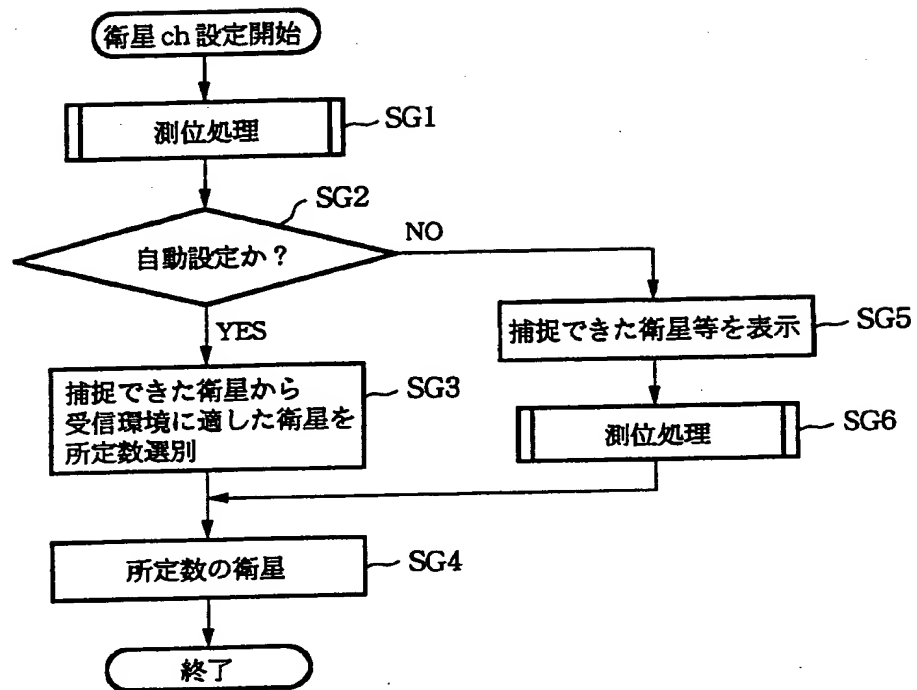 衛星ch設定開始
測位処理
SG1
SG2
自動設定か？
NO
YES
捕捉できた衛星等を表示
SG5
捕捉できた衛星から
受信環境に適した衛星を
所定数選別
SG3
測位処理
SG6
所定数の衛星
SG4
終了